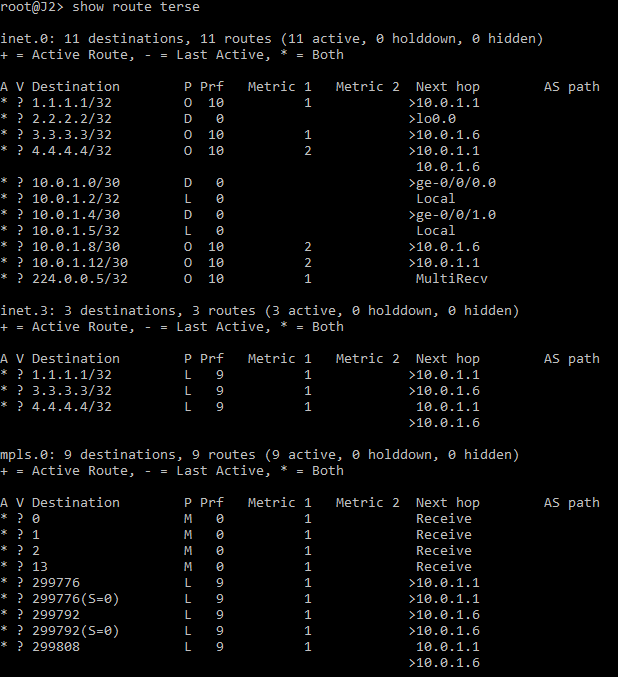 root@J2> show route terse
inet.0: 11 destinations, 11 routes (11 active, 0 holddown, 0 hidden)
+ = Active Route, - = Last Active, * = Both
A V Destination        P Prf   Metric 1   Metric 2  Next hop        AS path
* ? 1.1.1.1/32         O  10          1            >10.0.1.1
* ? 2.2.2.2/32         D   0                       >lo0.0
* ? 3.3.3.3/32         O  10          1            >10.0.1.6
* ? 4.4.4.4/32         O  10          2            >10.0.1.1
                                                    10.0.1.6
* ? 10.0.1.0/30        D   0                       >ge-0/0/0.0
* ? 10.0.1.2/32        L   0                        Local
* ? 10.0.1.4/30        D   0                       >ge-0/0/1.0
* ? 10.0.1.5/32        L   0                        Local
* ? 10.0.1.8/30        O  10          2            >10.0.1.6
* ? 10.0.1.12/30       O  10          2            >10.0.1.1
* ? 224.0.0.5/32       O  10          1             MultiRecv
inet.3: 3 destinations, 3 routes (3 active, 0 holddown, 0 hidden)
+ = Active Route, - = Last Active, * = Both
A V Destination        P Prf   Metric 1   Metric 2  Next hop        AS path
* ? 1.1.1.1/32         L   9          1            >10.0.1.1
* ? 3.3.3.3/32         L   9          1            >10.0.1.6
* ? 4.4.4.4/32         L   9          1             10.0.1.1
                                                   >10.0.1.6
mpls.0: 9 destinations, 9 routes (9 active, 0 holddown, 0 hidden)
+ = Active Route, - = Last Active, * = Both
A V Destination        P Prf   Metric 1   Metric 2  Next hop        AS path
* ? 0                  M   0          1             Receive
* ? 1                  M   0          1             Receive
* ? 2                  M   0          1             Receive
* ? 13                 M   0          1             Receive
* ? 299776             L   9          1            >10.0.1.1
* ? 299776(S=0)        L   9          1            >10.0.1.1
* ? 299792             L   9          1            >10.0.1.6
* ? 299792(S=0)        L   9          1            >10.0.1.6
* ? 299808             L   9          1             10.0.1.1
                                                   >10.0.1.6